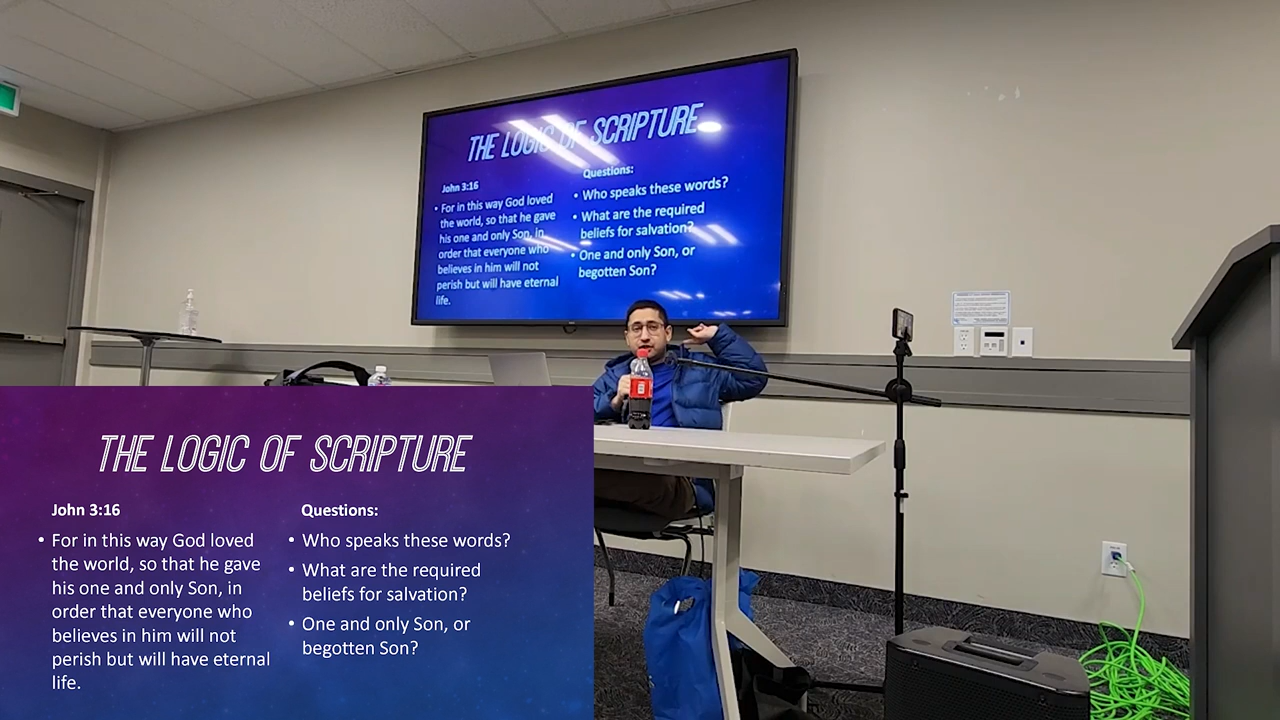 THE LOGIC OF SCRIPTURE
John 3:16
• For in this way God loved
the world, so that he gave
his one and only Son, in
order that everyone who
believes in him will not
perish but will have eternal
life.
Questions:
• Who speaks these words?
• What are the required
beliefs for salvation?
• One and only Son, or
begotten Son?
THE LOGIC OF SCRIPTURE
John 3:16
• For in this way God loved
the world, so that he gave
his one and only Son, in
order that everyone who
believes in him will not
perish but will have eternal
life.
Questions:
• Who speaks these words?
• What are the required
beliefs for salvation?
• One and only Son, or
begotten Son?